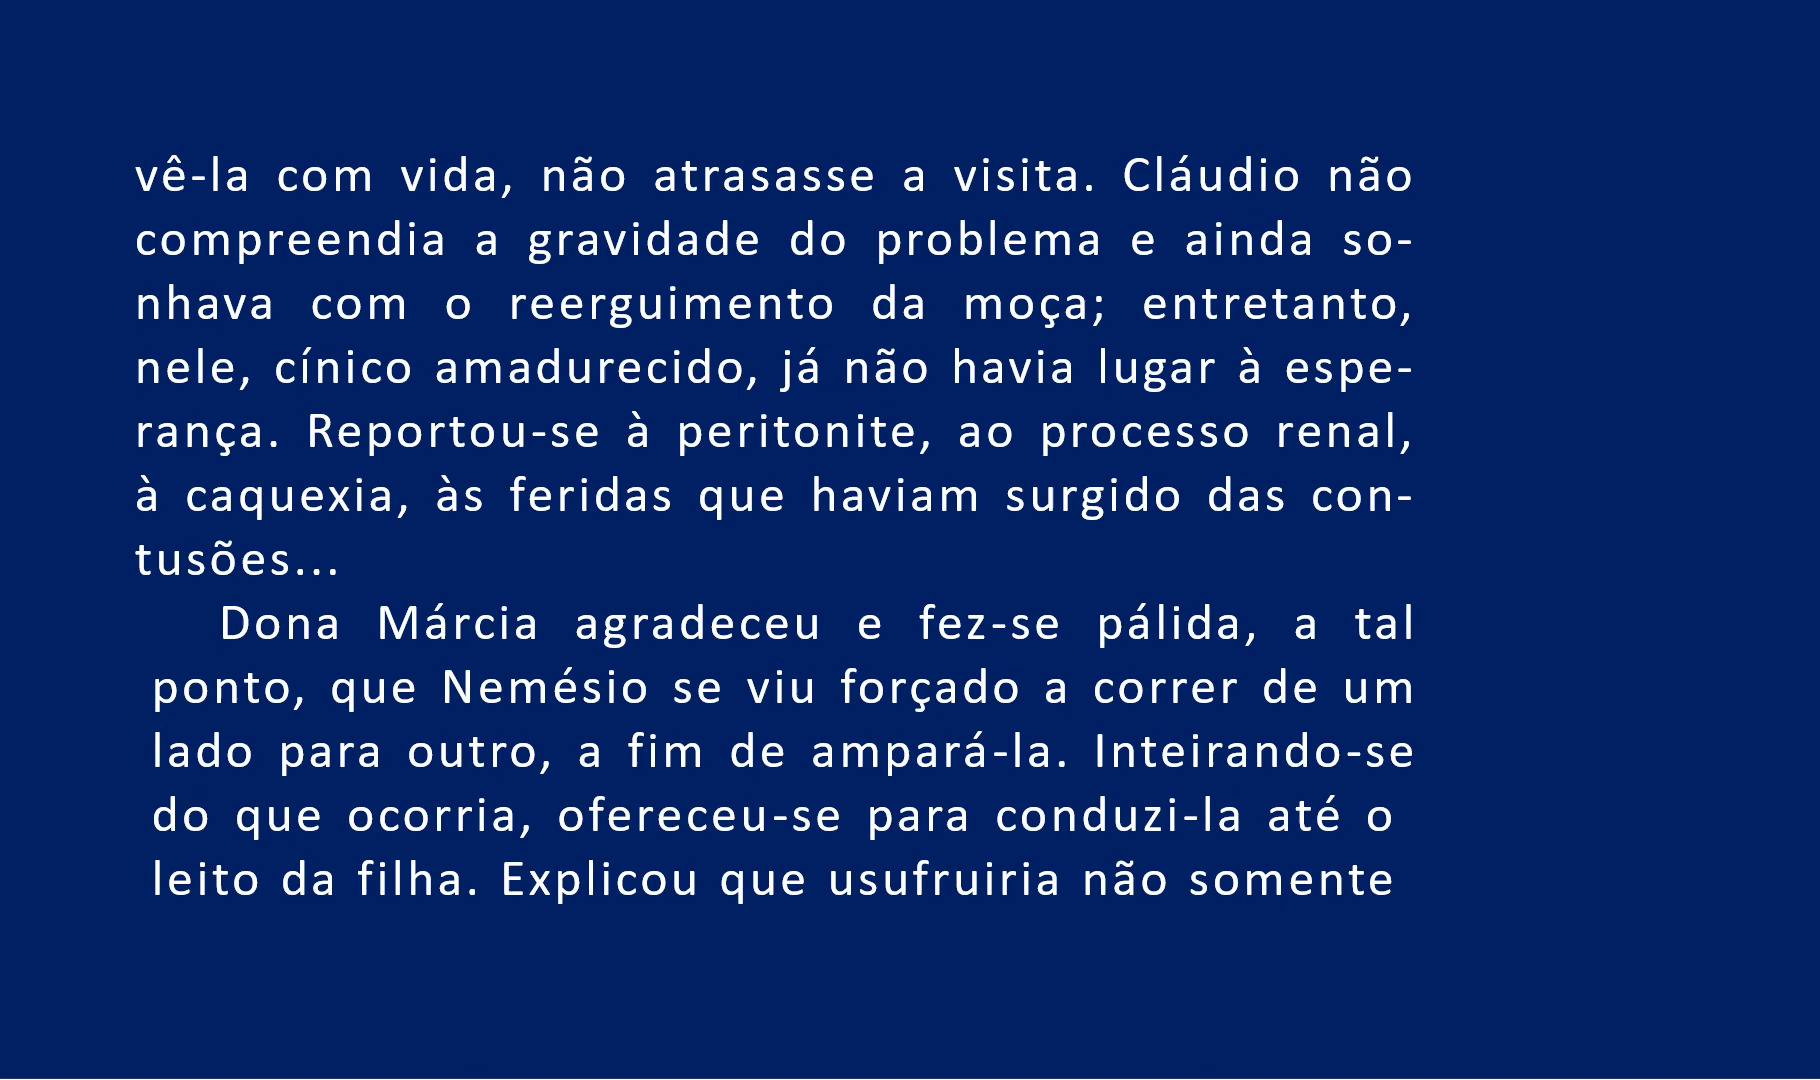 vê-la com vida, não atrasasse a visita. Cláudio não
compreendia a gravidade do problema e ainda so-
nhava com o reerguimento da moça; entretanto,
nele, cínico amadurecido, já não havia lugar à espe-
rança. Reportou-se à peritonite, ao processo renal,
à caquexia, às feridas que haviam surgido das con-
tusões...
Dona Márcia agradeceu e fez-se pálida, a tal
ponto, que Nemésio se viu forçado a correr de um
lado para outro, a fim de ampará-la. Inteirando-se
do que ocorria, ofereceu-se para conduzi-la até o
leito da filha. Explicou que usufruiria não somente